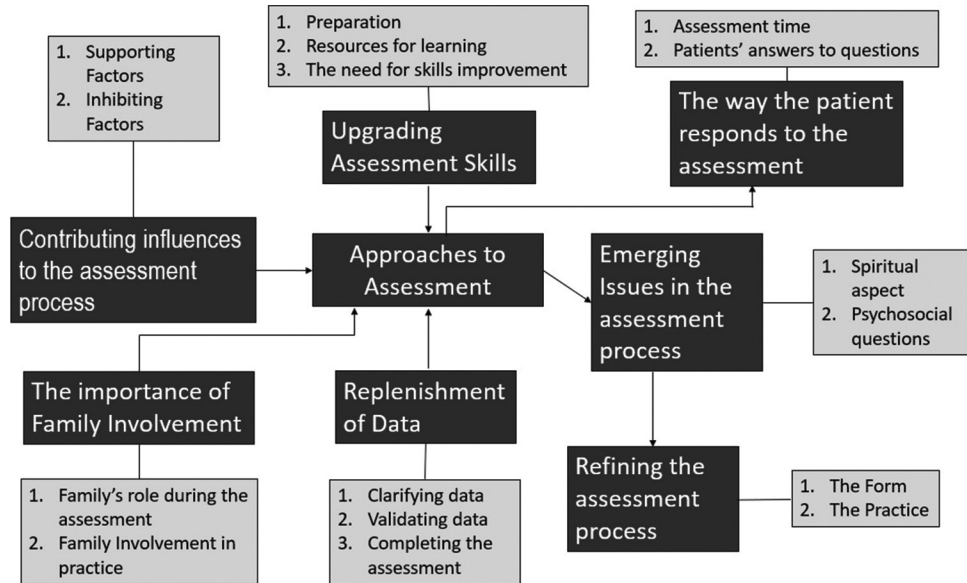 1. Supporting
Factors
2. Inhibiting
Factors
1. Preparation
2. Resources for learning
3. The need for skills improvement
1. Assessment time
2. Patients' answers to questions
Upgrading
Assessment Skills
The way the patient
responds to the
assessment
Contributing influences
to the assessment
process
Approaches to
Assessment
Emerging
Issues in the
assessment
process
1. Spiritual
aspect
2. Psychosocial
questions
The importance of
Family Involvement
Replenishment
of Data
Refining the
assessment
process
1. Family's role during the
assessment
2. Family Involvement in
practice
1. Clarifying data
2. Validating data
3. Completing the
assessment
1. The Form
2. The Practice